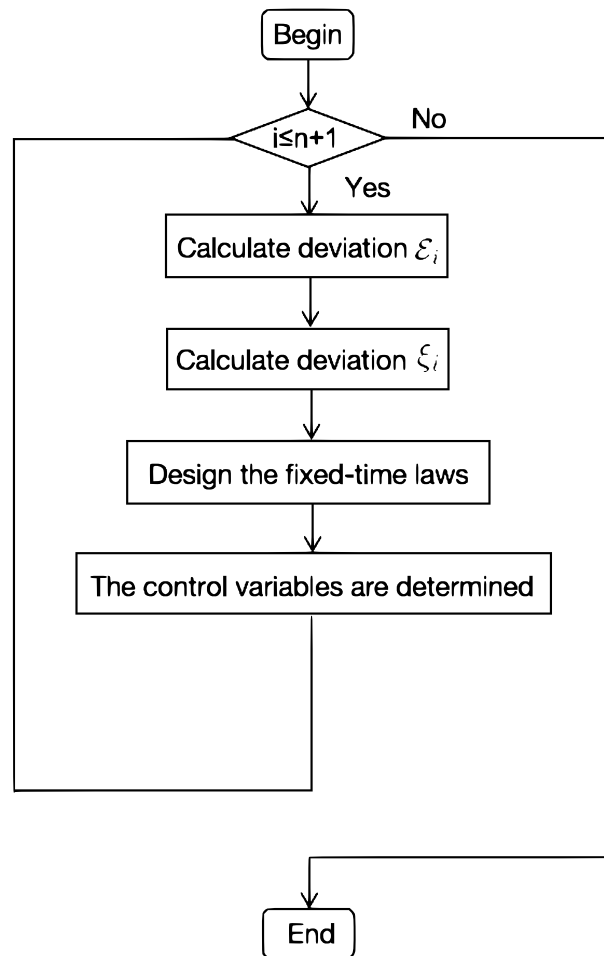 Begin
i≤n+1
No
Yes
Calculate deviation ℰᵢ
Calculate deviation ξᵢ
Design the fixed-time laws
The control variables are determined
End